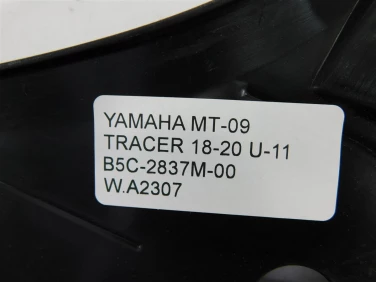 YAMAHA MT-09
TRACER 18-20 U-11
B5C-2837M-00
W.A2307